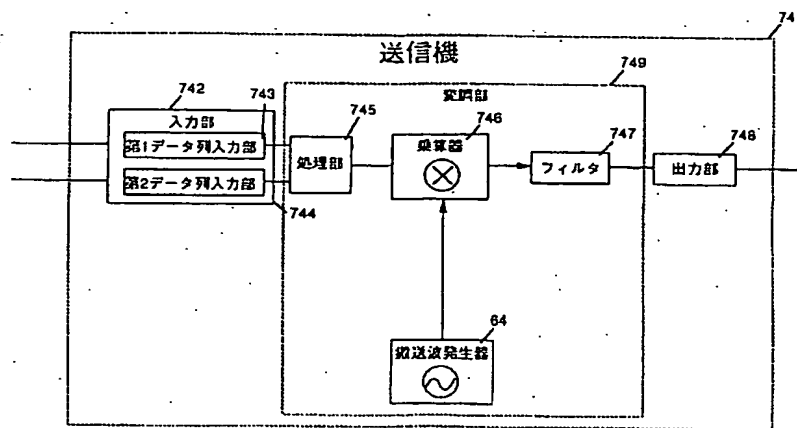 74
送信機
742
743
749
入力部
変調部
745
746
747
748
第1データ列入力部
処理部
乗算器
フィルタ
出力部
第2データ列入力部
744
64
搬送波発生器